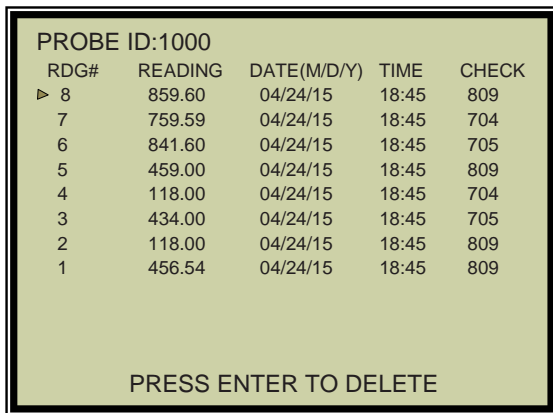 PROBE ID:1000
RDG# READING DATE(M/D/Y) TIME CHECK
8 859.60 04/24/15 18:45 809
7 759.59 04/24/15 18:45 704
6 841.60 04/24/15 18:45 705
5 459.00 04/24/15 18:45 809
4 118.00 04/24/15 18:45 704
3 434.00 04/24/15 18:45 705
2 118.00 04/24/15 18:45 809
1 456.54 04/24/15 18:45 809
PRESS ENTER TO DELETE